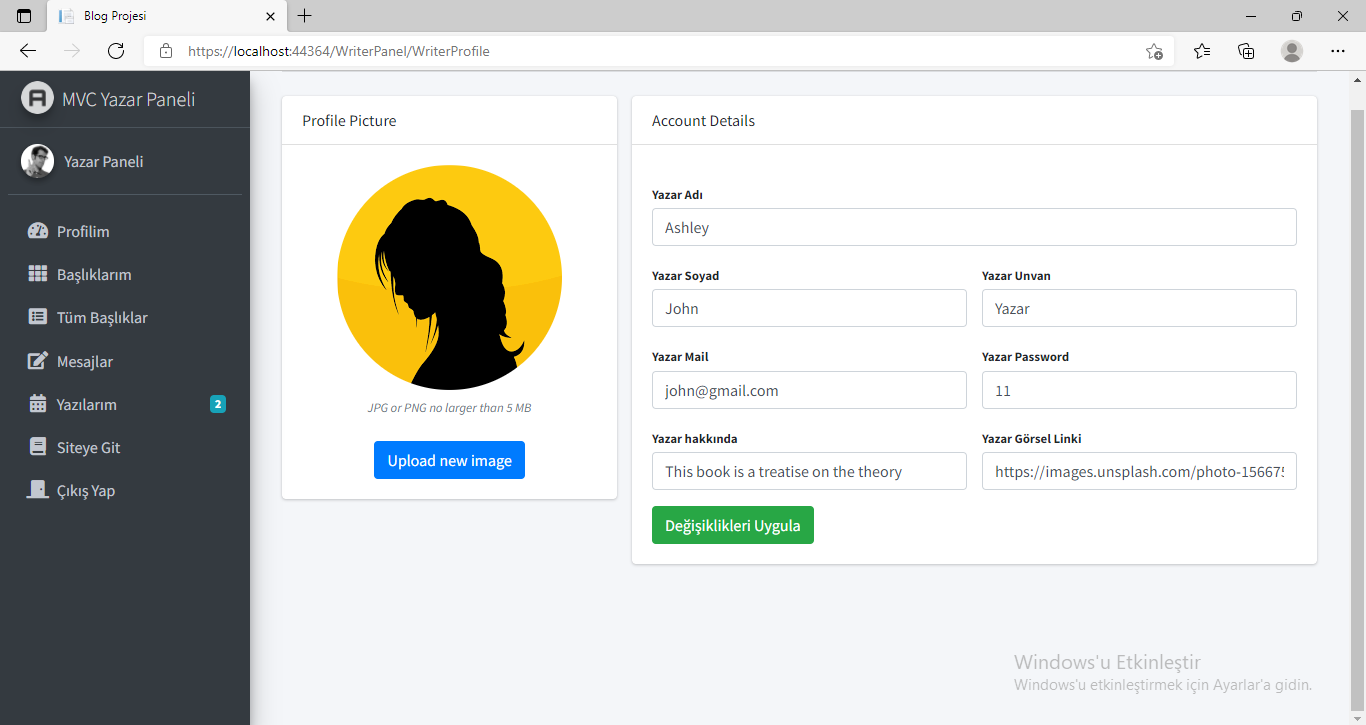 Blog Projesi
https://localhost:44364/WriterPanel/WriterProfile
MVC Yazar Paneli
Yazar Paneli
Profilim
Başlıklarım
Tüm Başlıklar
Mesajlar
Yazılarım 2
Siteye Git
Çıkış Yap
Profile Picture
JPG or PNG no larger than 5 MB
Upload new image
Account Details
Yazar Adı
Ashley
Yazar Soyad Yazar Unvan
John Yazar
Yazar Mail Yazar Password
john@gmail.com 11
Yazar hakkında Yazar Görsel Linki
This book is a treatise on the theory https://images.unsplash.com/photo-15667
Değişiklikleri Uygula
Windows'u Etkinleştir
Windows'u etkinleştirmek için Ayarlar'a gidin.